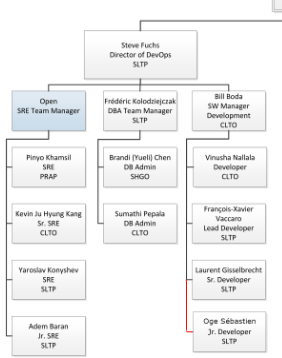 Steve Fuchs
Director of DevOps
SLTP
Open
SRE Team Manager
Frédéric Kolodziejczak
DBA Team Manager
SLTP
Bill Boda
SW Manager
Development
CLTO
Pinyo Khamsil
SRE
PRAP
Brandi (Yueli) Chen
DB Admin
SHGO
Vinusha Nallala
Developer
CLTO
Kevin Ju Hyung Kang
Sr. SRE
CLTO
Sumathi Pepala
DB Admin
CLTO
François-Xavier
Vaccaro
Lead Developer
SLTP
Yaroslav Konyshev
SRE
SLTP
Laurent Gisselbrecht
Sr. Developer
SLTP
Adem Baran
Jr. SRE
SLTP
Oge Sébastien
Jr. Developer
SLTP